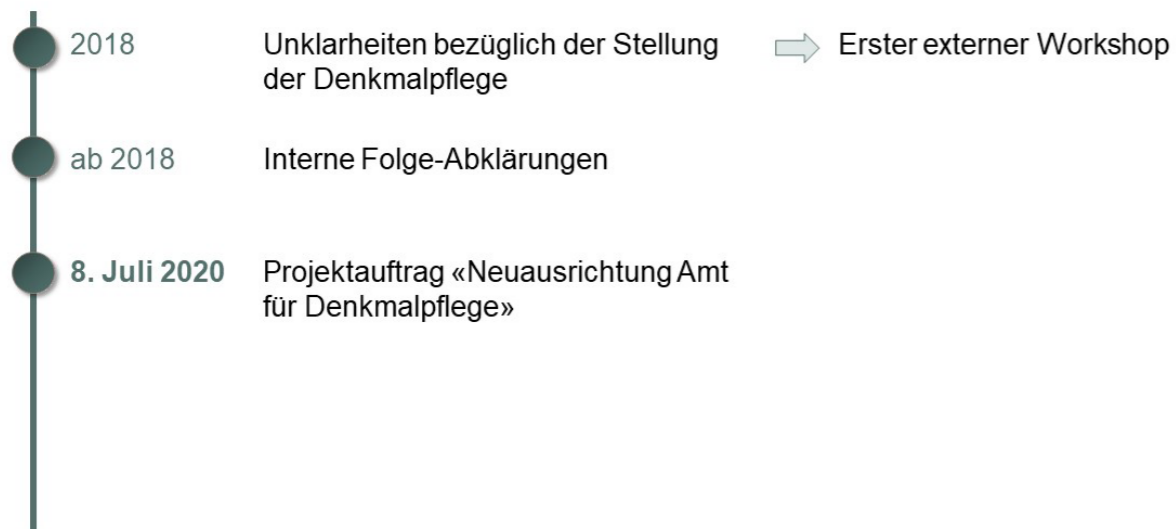 2018 Unklarheiten bezüglich der Stellung Erster externer Workshop
der Denkmalpflege
ab 2018 Interne Folge-Abklärungen
8. Juli 2020 Projektauftrag «Neuausrichtung Amt
für Denkmalpflege»